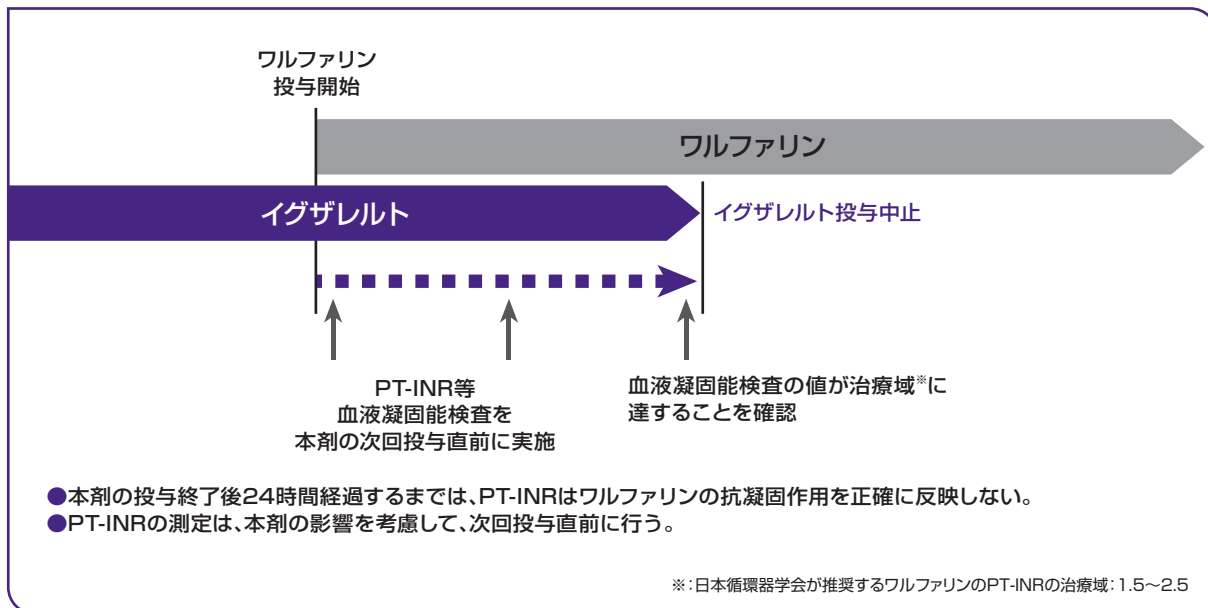 ワルファリン
投与開始
ワルファリン
イグザレルト
イグザレルト投与中止
PT-INR等
血液凝固能検査を
本剤の次回投与直前に実施
血液凝固能検査の値が治療域※に
達することを確認
●本剤の投与終了後24時間経過するまでは、PT-INRはワルファリンの抗凝固作用を正確に反映しない。
●PT-INRの測定は、本剤の影響を考慮して、次回投与直前に行う。
※：日本循環器学会が推奨するワルファリンのPT-INRの治療域：1.5～2.5